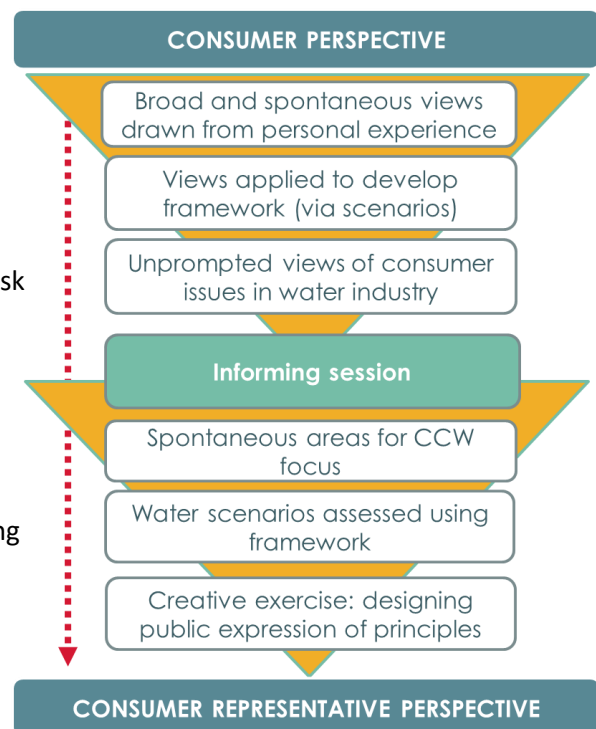 CONSUMER PERSPECTIVE
Broad and spontaneous views
drawn from personal experience
Views applied to develop
framework (via scenarios)
Unprompted views of consumer
issues in water industry
sk
Informing session
Spontaneous areas for CCW
focus
Water scenarios assessed using
framework
ng
Creative exercise: designing
public expression of principles
CONSUMER REPRESENTATIVE PERSPECTIVE